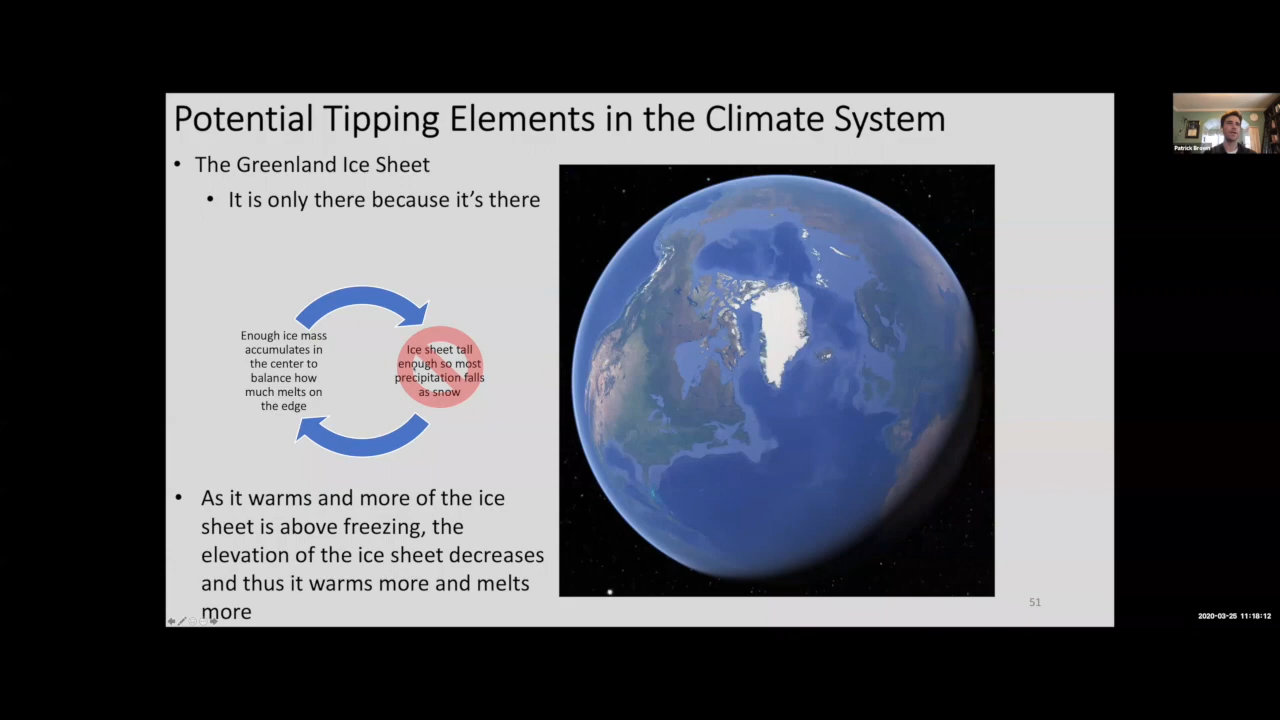 Potential Tipping Elements in the Climate System
• The Greenland Ice Sheet
• It is only there because it's there
Enough ice mass
accumulates in
the center to
balance how
much melts on
the edge
Ice sheet tall
enough so most
precipitation falls
as snow
• As it warms and more of the ice
sheet is above freezing, the
elevation of the ice sheet decreases
and thus it warms more and melts
more
51
Patrick Brown
2020-03-25 11:18:12